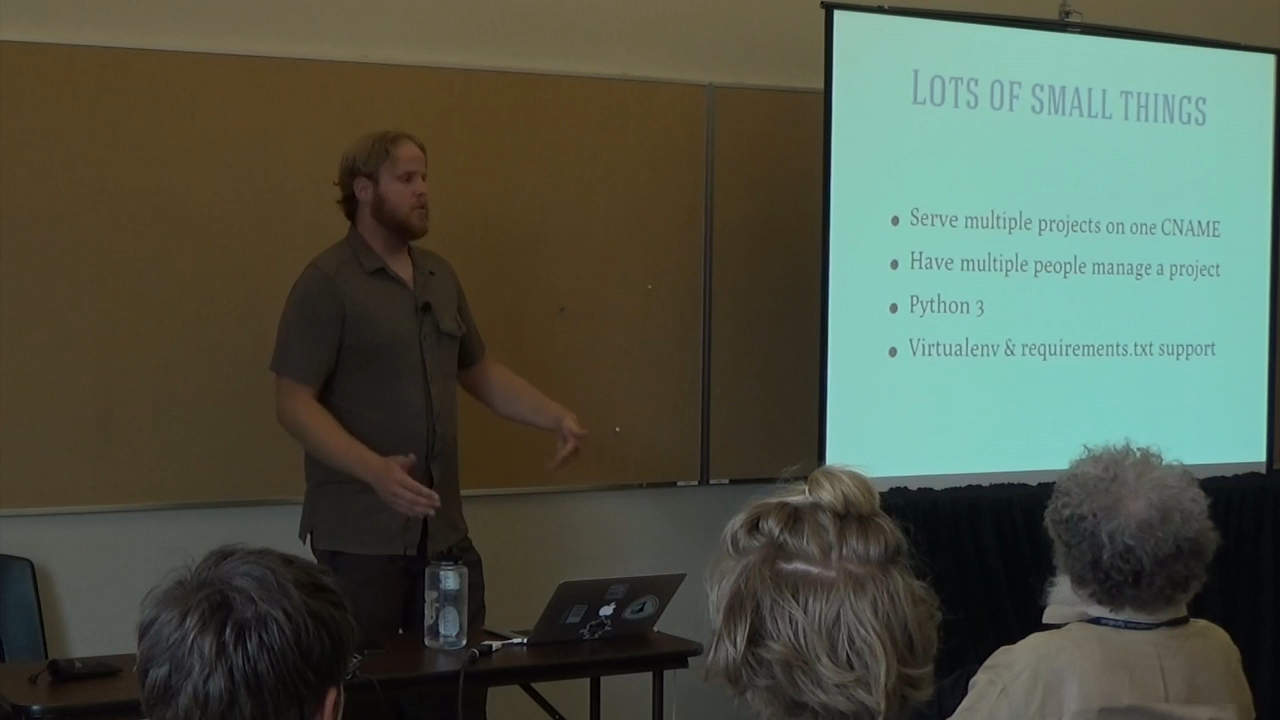 LOTS OF SMALL THINGS
• Serve multiple projects on one CNAME
• Have multiple people manage a project
• Python 3
• Virtualenv & requirements.txt support